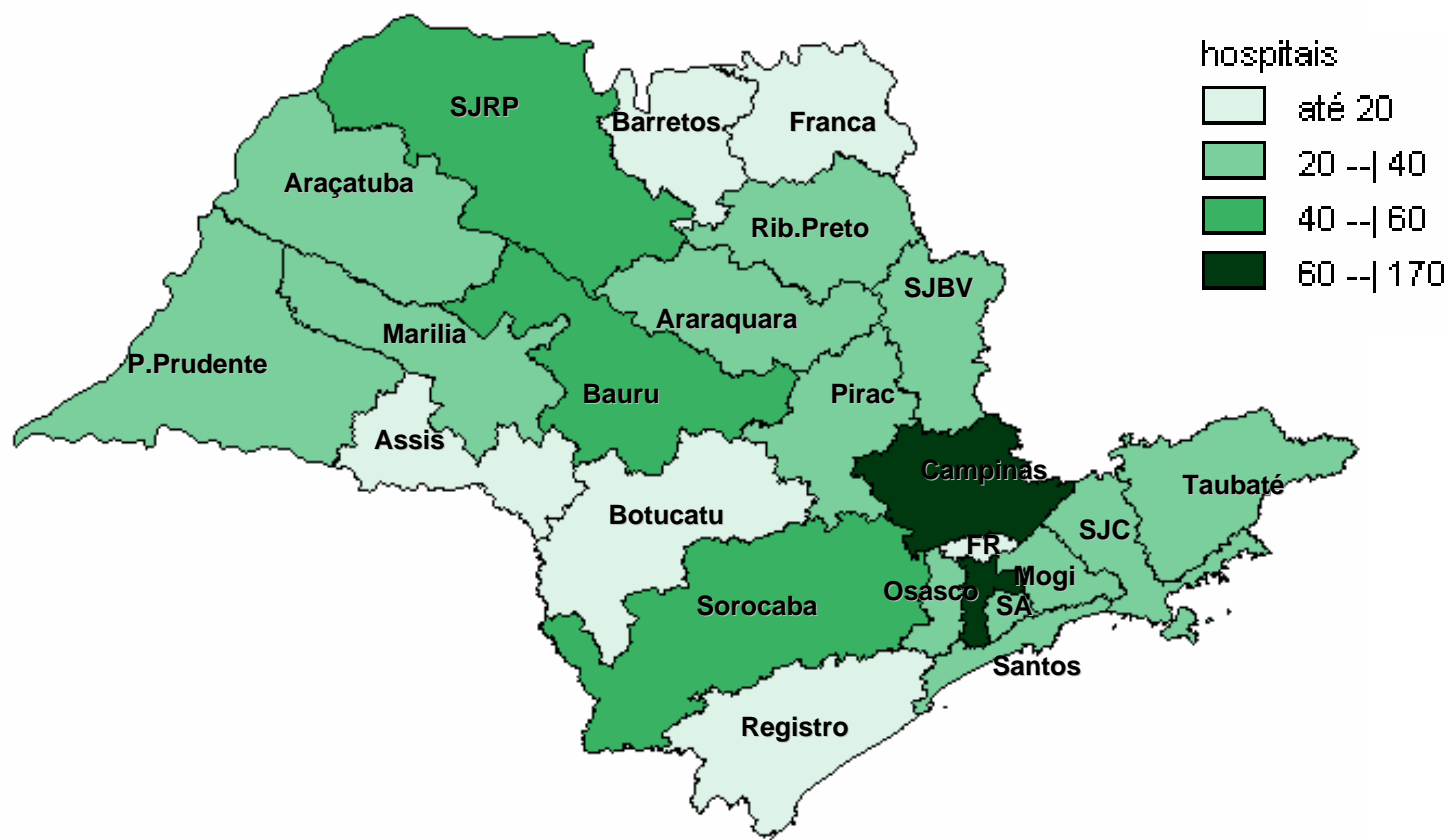 hospitais
até 20
20 --| 40
40 --| 60
60 --| 170
SJRP
Barretos
Franca
Araçatuba
Rib.Preto
SJBV
Araraquara
Marilia
P.Prudente
Bauru
Pirac
Assis
Campinas
Taubaté
Botucatu
SJC
FR
Mogi
Osasco
SA
Sorocaba
Santos
Registro